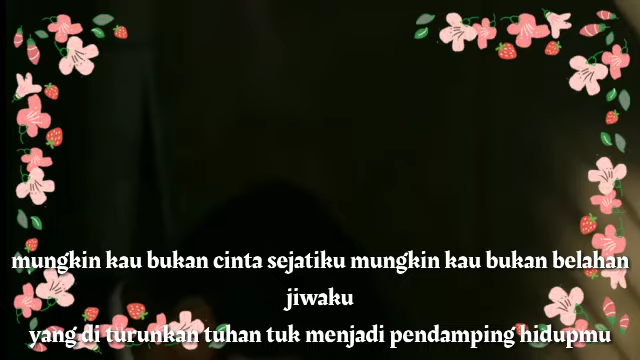 mungkin kau bukan cinta sejatiku mungkin kau bukan belahan
jiwaku
yang di turunkan tuhan tuk menjadi pendamping hidupmu